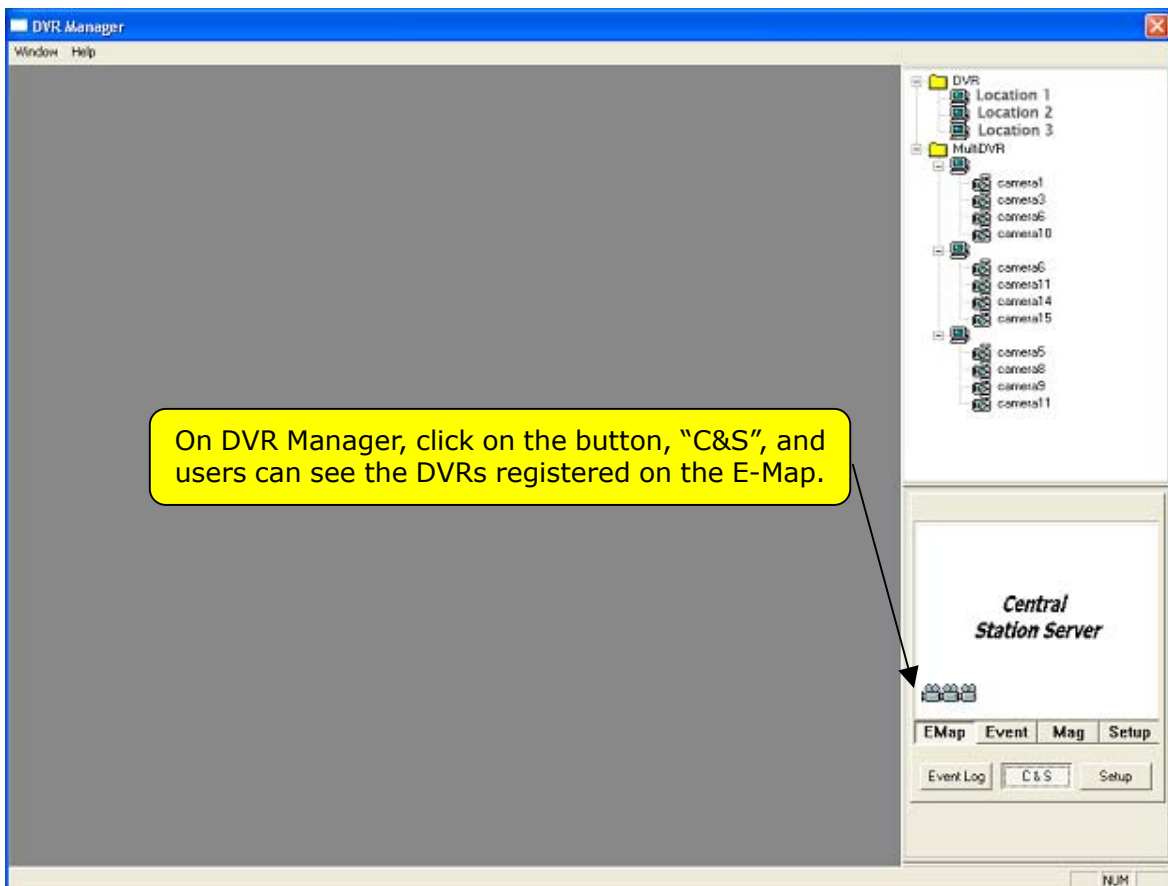 DVR Manager
Window Help
DVR
Location 1
Location 2
Location 3
MultiDVR
camera1
camera3
camera6
camera10
camera6
camera11
camera14
camera15
camera5
camera8
camera9
camera11
On DVR Manager, click on the button, “C&S”, and
users can see the DVRs registered on the E-Map.
Central
Station Server
EMap Event Mag Setup
Event Log C&S Setup
NUM